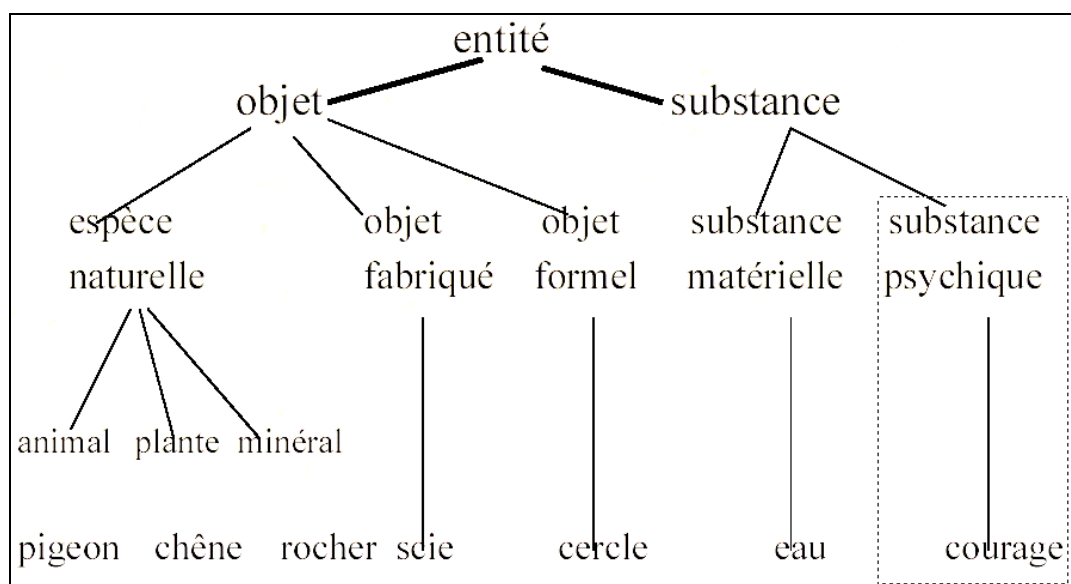 entité
objet substance
espèce objet objet substance substance
naturelle fabriqué formel matérielle psychique
animal plante minéral
pigeon chêne rocher scie cercle eau courage